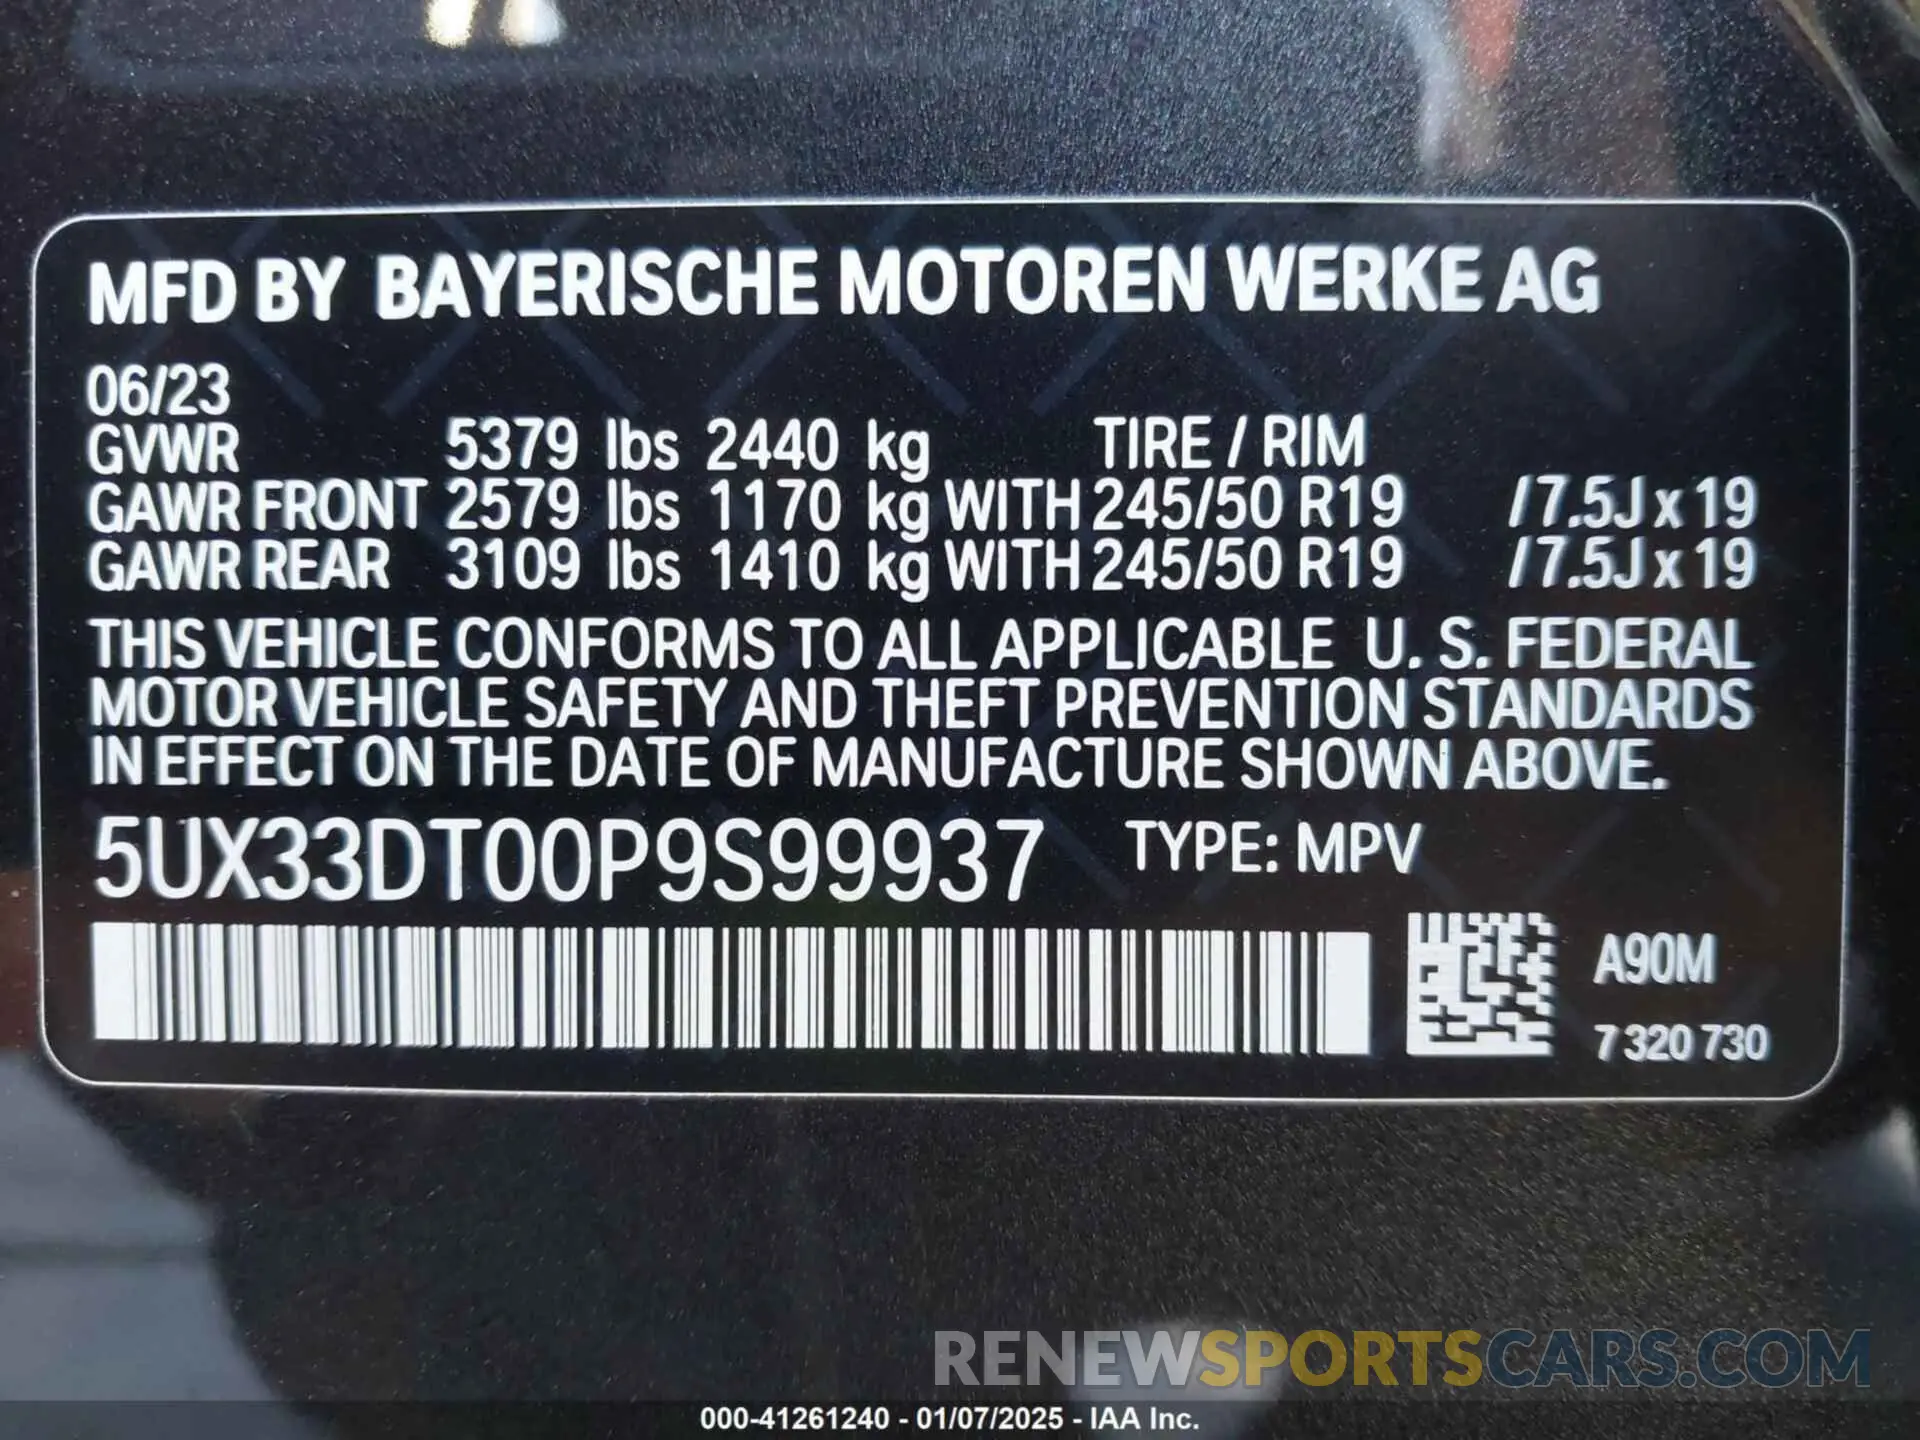 MFD BY BAYERISCHE MOTOREN WERKE AG
06/23
GVWR 5379 lbs 2440 kg TIRE / RIM
GAWR FRONT 2579 lbs 1170 kg WITH 245/50 R19 /7.5J x 19
GAWR REAR 3109 lbs 1410 kg WITH 245/50 R19 /7.5J x 19
THIS VEHICLE CONFORMS TO ALL APPLICABLE U. S. FEDERAL
MOTOR VEHICLE SAFETY AND THEFT PREVENTION STANDARDS
IN EFFECT ON THE DATE OF MANUFACTURE SHOWN ABOVE.
5UX33DT00P9S99937 TYPE: MPV
A90M
7 320 730
RENEWSPORTSCARS.COM
000-41261240 - 01/07/2025 - IAA Inc.